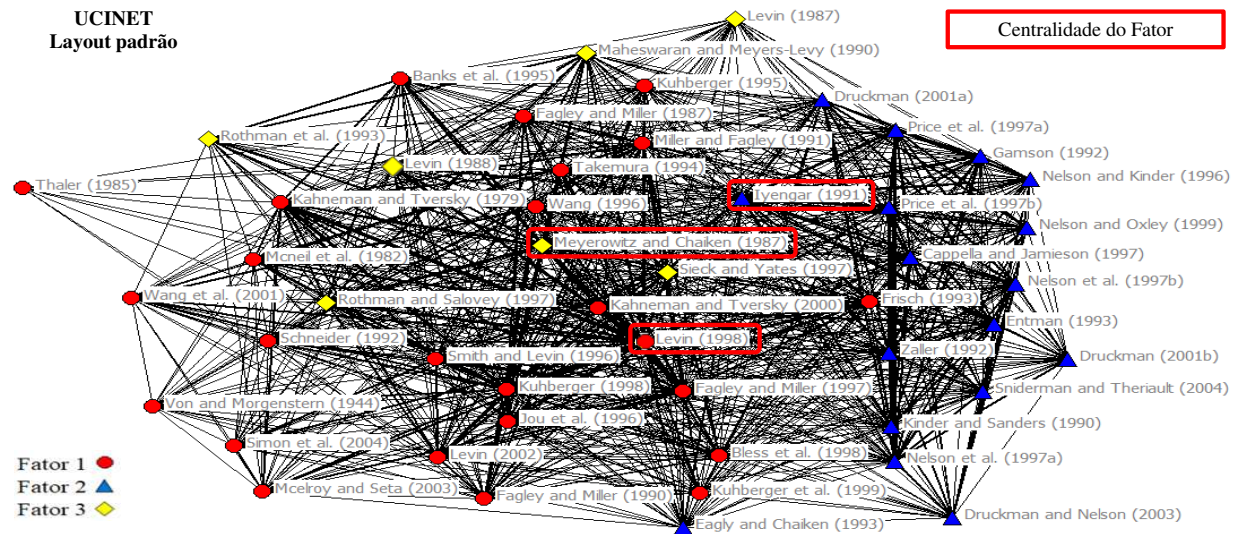 UCINET
Layout padrão
Centralidade do Fator
Levin (1987)
Maheswaran and Meyers-Levy (1990)
Banks et al. (1995)
Kuhberger (1995)
Druckman (2001a)
Fagley and Miller (1987)
Price et al. (1997a)
Rothman et al. (1993)
Miller and Fagley (1991)
Gamson (1992)
Levin (1988)
Takemura (1994)
Nelson and Kinder (1996)
Thaler (1985)
Kahneman and Tversky (1979)
Iyengar (1991)
Wang (1996)
Price et al. (1997b)
Nelson and Oxley (1999)
Meyerowitz and Chaiken (1987)
Mcneil et al. (1982)
Cappella and Jamieson (1997)
Sieck and Yates (1997)
Nelson et al. (1997b)
Wang et al. (2001)
Rothman and Salovey (1997)
Kahneman and Tversky (2000)
Frisch (1993)
Entman (1993)
Schneider (1992)
Levin (1998)
Smith and Levin (1996)
Zaller (1992)
Druckman (2001b)
Kuhberger (1998)
Fagley and Miller (1997)
Sniderman and Theriault (2004)
Von and Morgenstern (1944)
Jou et al. (1996)
Kinder and Sanders (1990)
Simon et al. (2004)
Levin (2002)
Bless et al. (1998)
Nelson et al. (1997a)
Mcelroy and Seta (2003)
Fagley and Miller (1990)
Kuhberger et al. (1999)
Druckman and Nelson (2003)
Eagly and Chaiken (1993)
Fator 1
Fator 2
Fator 3